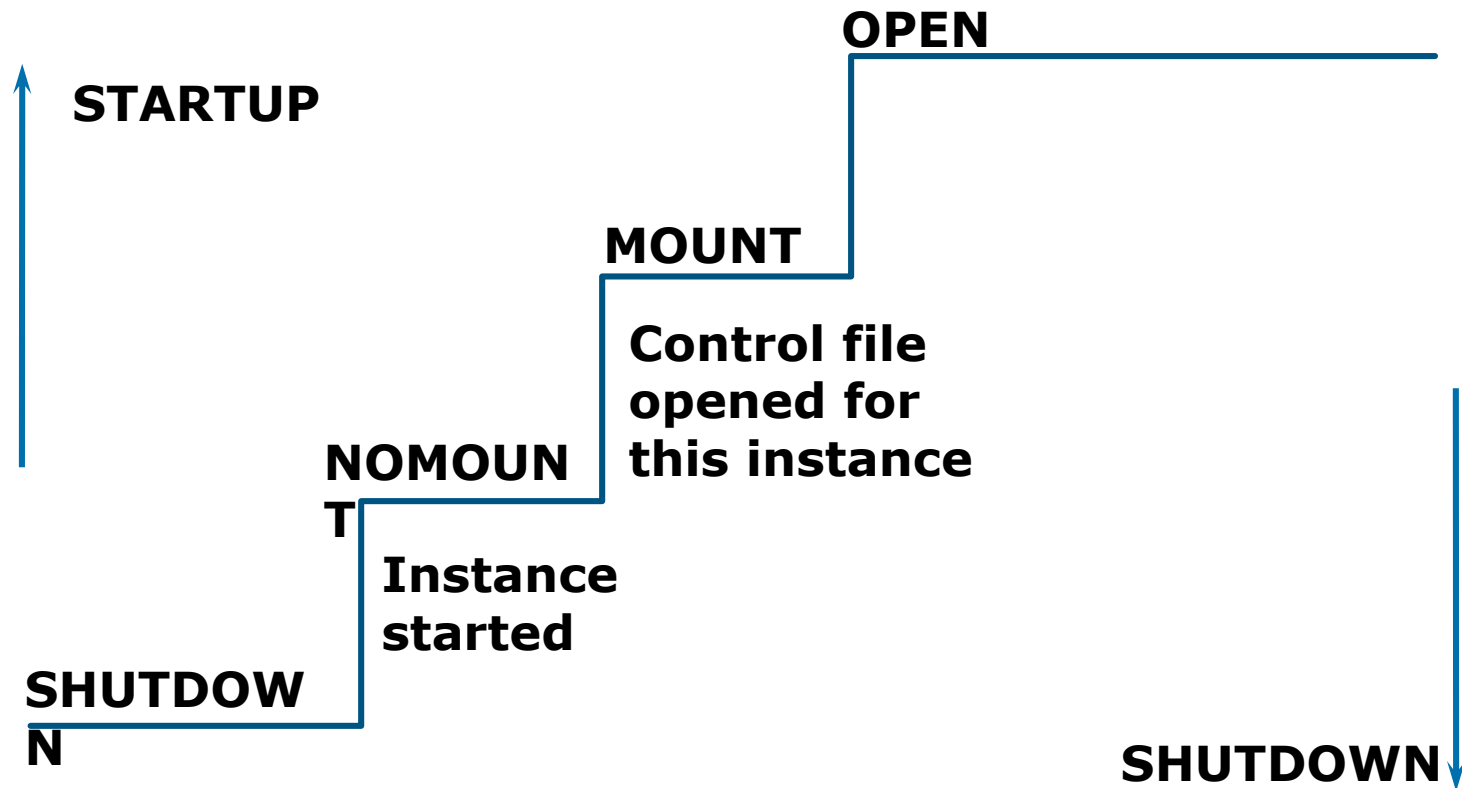 OPEN
STARTUP
MOUNT
Control file
opened for
this instance
NOMOUN
T
Instance
started
SHUTDOW
N
SHUTDOWN